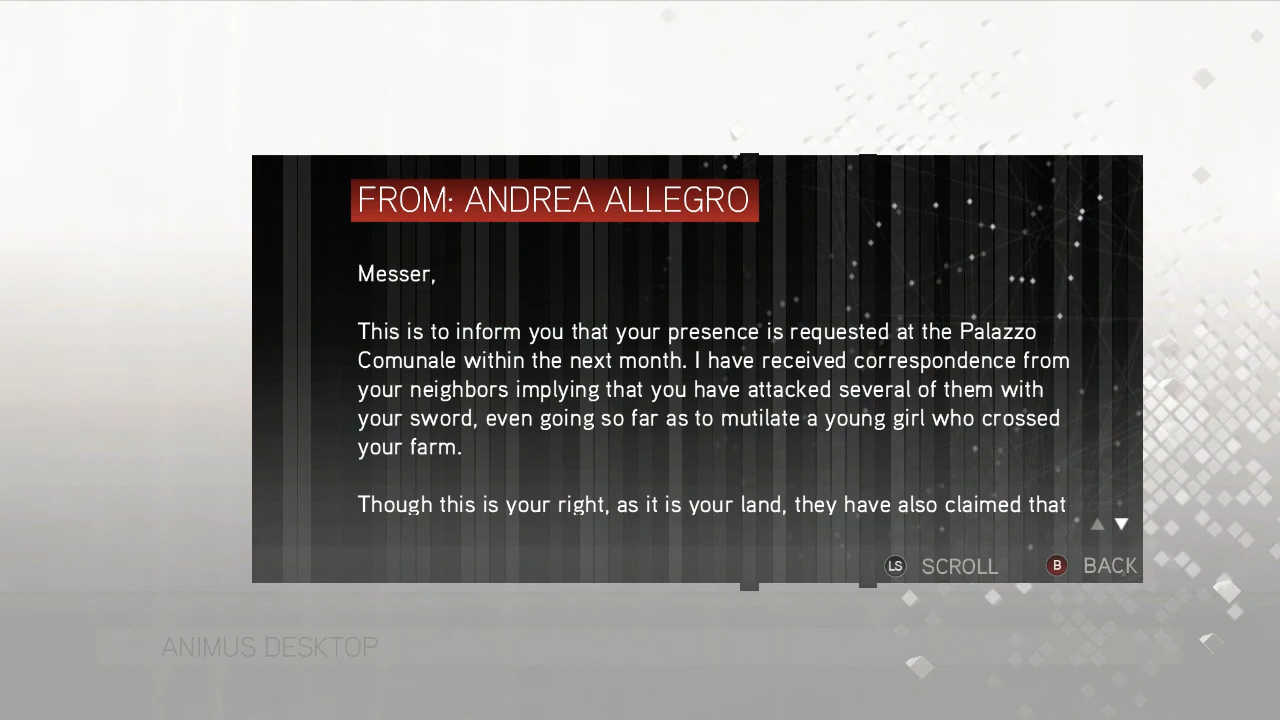 FROM: ANDREA ALLEGRO
Messer,
This is to inform you that your presence is requested at the Palazzo
Comunale within the next month. I have received correspondence from
your neighbors implying that you have attacked several of them with
your sword, even going so far as to mutilate a young girl who crossed
your farm.
Though this is your right, as it is your land, they have also claimed that
LS SCROLL B BACK
ANIMUS DESKTOP